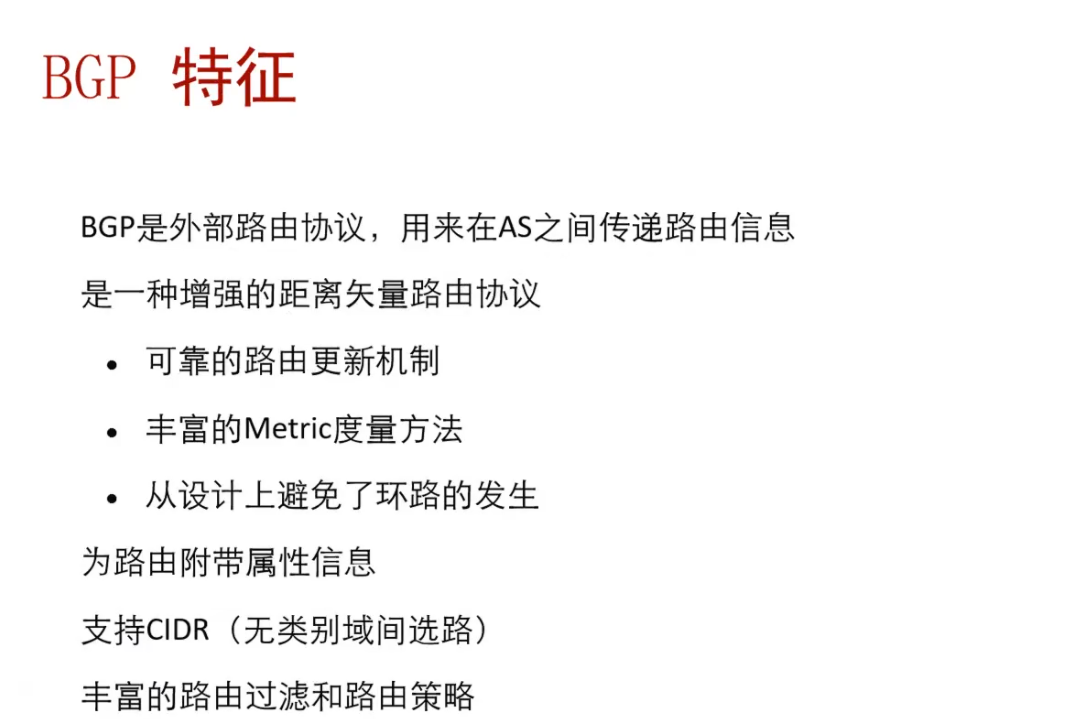 BGP 特征
BGP是外部路由协议，用来在AS之间传递路由信息
是一种增强的距离矢量路由协议
• 可靠的路由更新机制
• 丰富的Metric度量方法
• 从设计上避免了环路的发生
为路由附带属性信息
支持CIDR（无类别域间选路）
丰富的路由过滤和路由策略